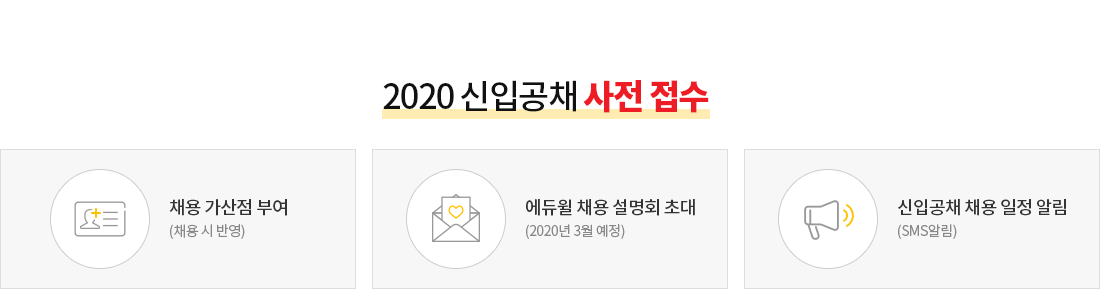 2020 신입공채 사전 접수
채용 가산점 부여
(채용 시 반영)
에듀윌 채용 설명회 초대
(2020년 3월 예정)
신입공채 채용 일정 알림
(SMS알림)